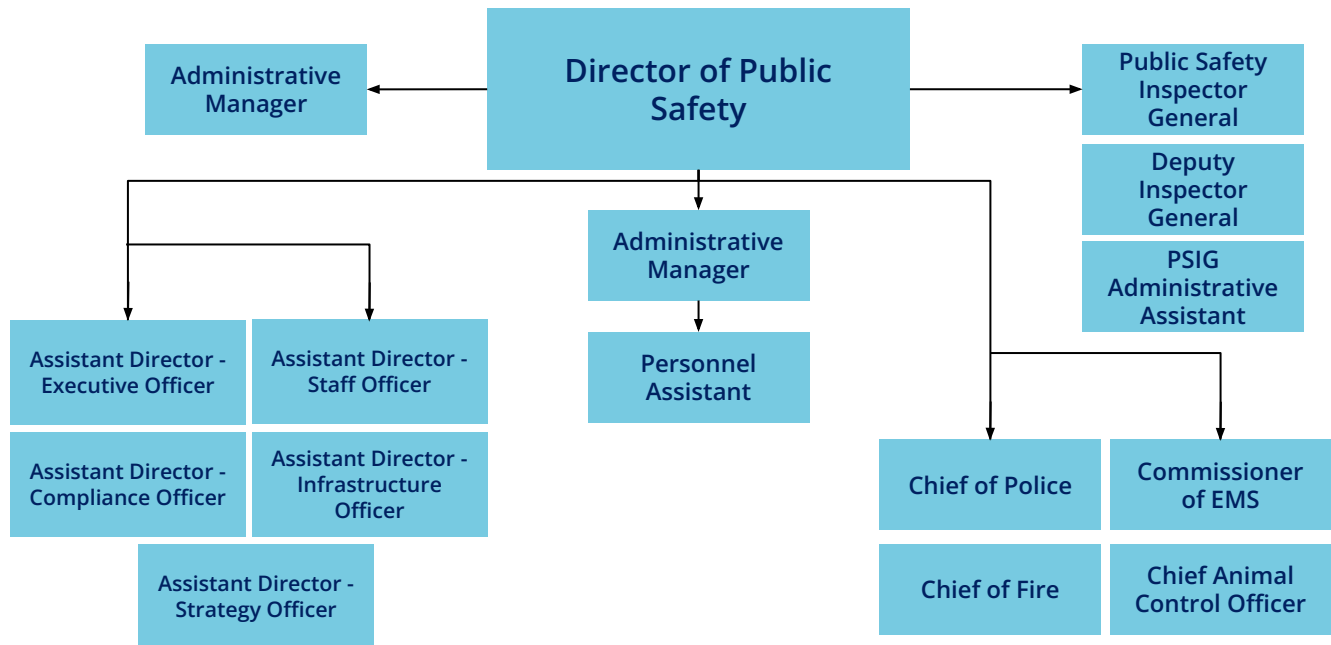 Director of Public
Safety
Administrative
Manager
Public Safety
Inspector
General
Deputy
Inspector
General
PSIG
Administrative
Assistant
Administrative
Manager
Personnel
Assistant
Assistant Director -
Executive Officer
Assistant Director -
Staff Officer
Assistant Director -
Compliance Officer
Assistant Director -
Infrastructure
Officer
Assistant Director -
Strategy Officer
Chief of Police
Commissioner
of EMS
Chief of Fire
Chief Animal
Control Officer